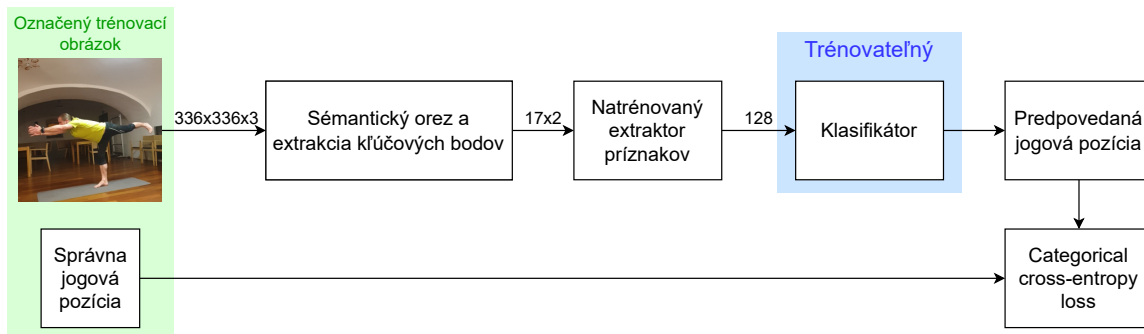 Označený trénovací
obrázok
336x336x3
Sémantický orez a
extrakcia kľúčových bodov
17x2
Natrénovaný
extraktor
príznakov
128
Trénovateľný
Klasifikátor
Predpovedaná
jogová pozícia
Správna
jogová
pozícia
Categorical
cross-entropy
loss